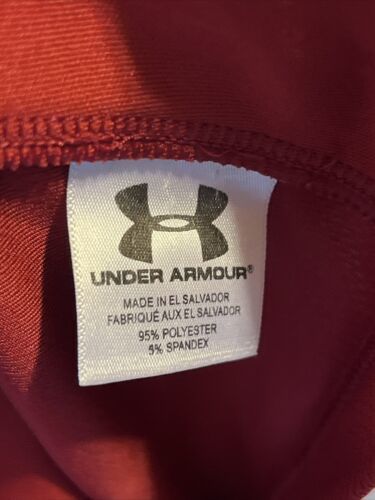 UNDER ARMOUR®
MADE IN EL SALVADOR
FABRIQUÉ AUX EL SALVADOR
95% POLYESTER
5% SPANDEX